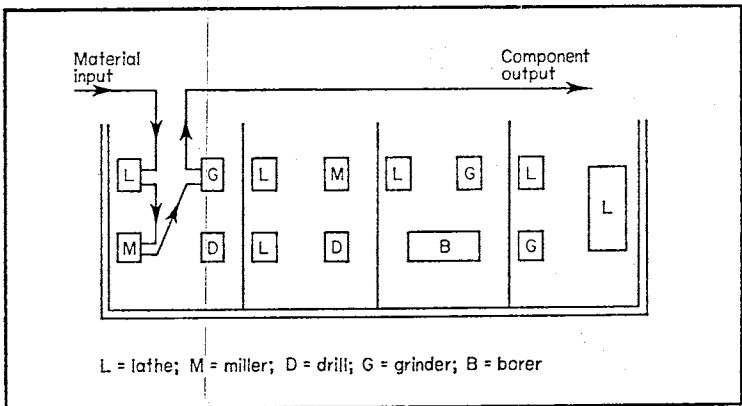 Material
input
Component
output
L G L M L G L L
M D L D B G
L = lathe; M = miller; D = drill; G = grinder; B = borer